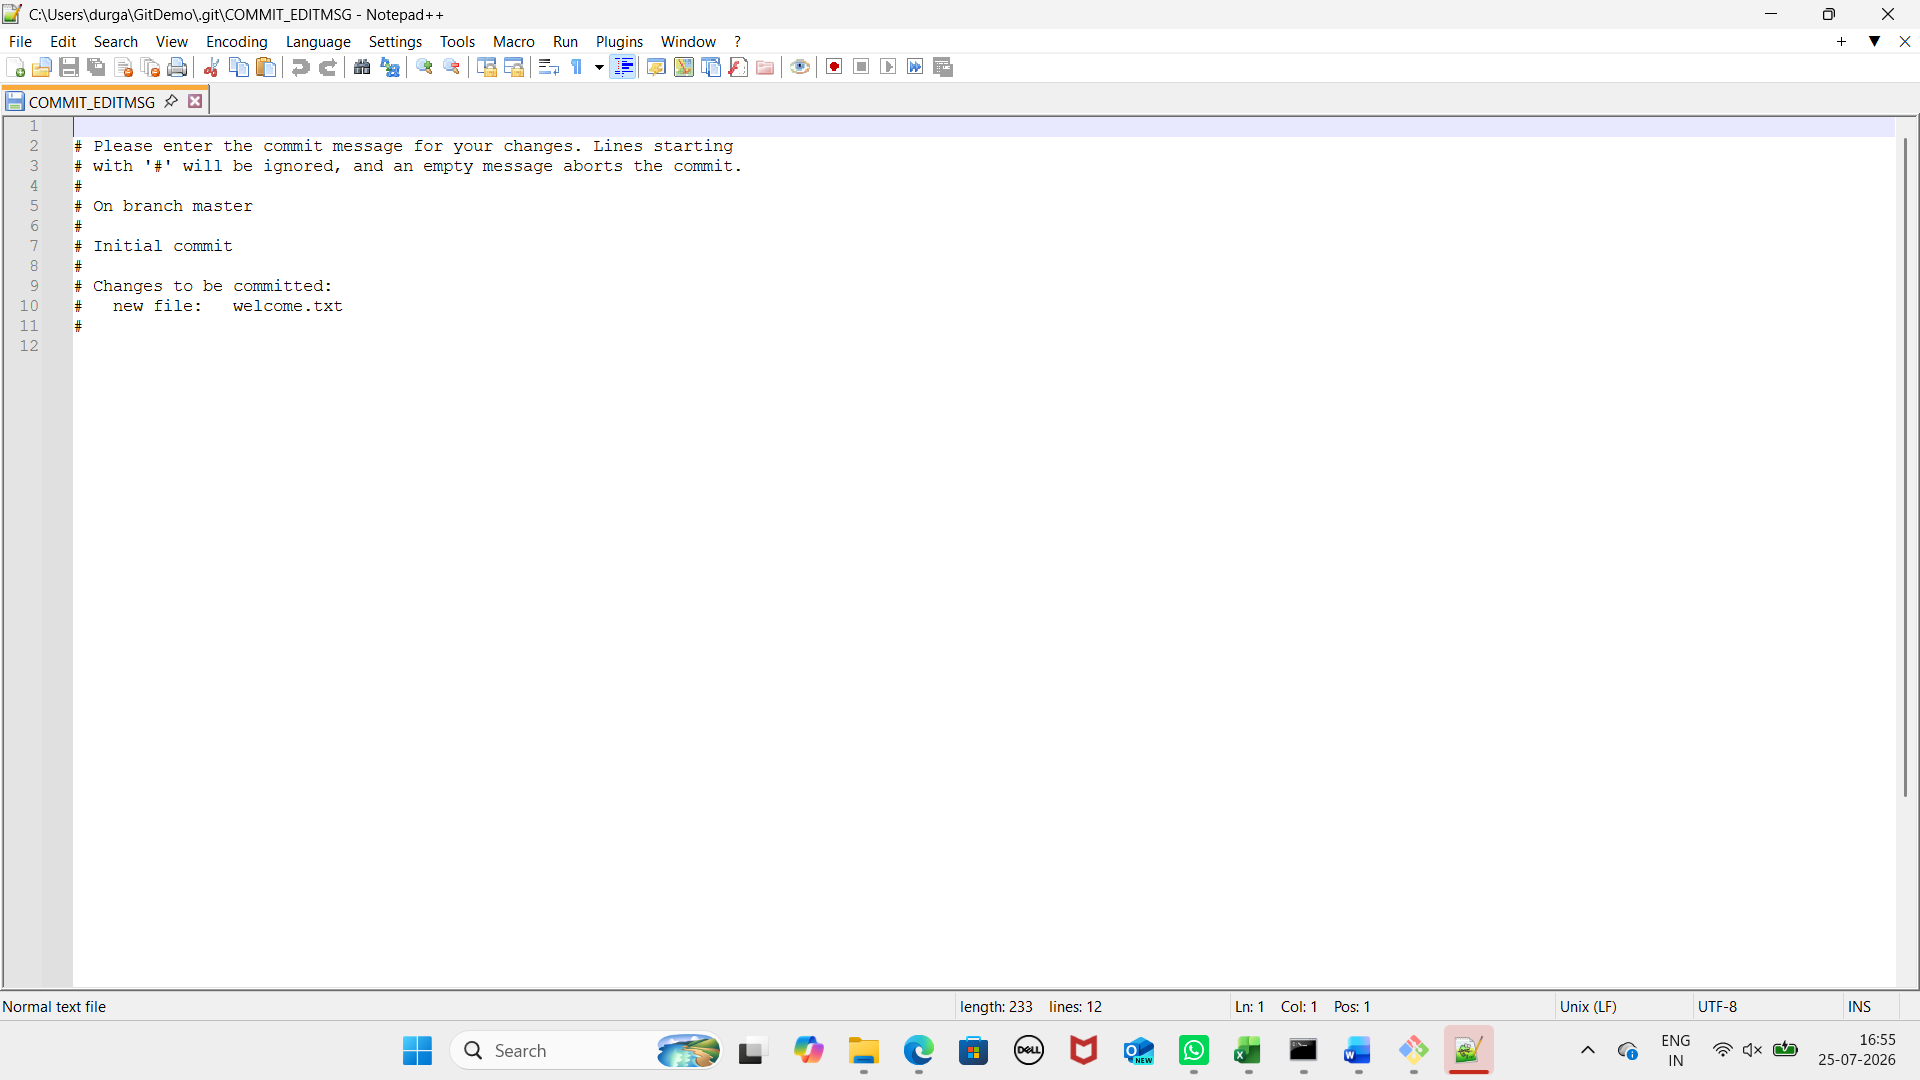 C:\Users\durga\GitDemo\.git\COMMIT_EDITMSG - Notepad++
File Edit Search View Encoding Language Settings Tools Macro Run Plugins Window ?
COMMIT_EDITMSG
1
2 # Please enter the commit message for your changes. Lines starting
3 # with '#' will be ignored, and an empty message aborts the commit.
4 #
5 # On branch master
6 #
7 # Initial commit
8 #
9 # Changes to be committed:
10 #   new file:   welcome.txt
11 #
12
Normal text file length: 233 lines: 12 Ln: 1 Col: 1 Pos: 1 Unix (LF) UTF-8 INS
Search DELL NEW ENG 16:55
IN 25-07-2026